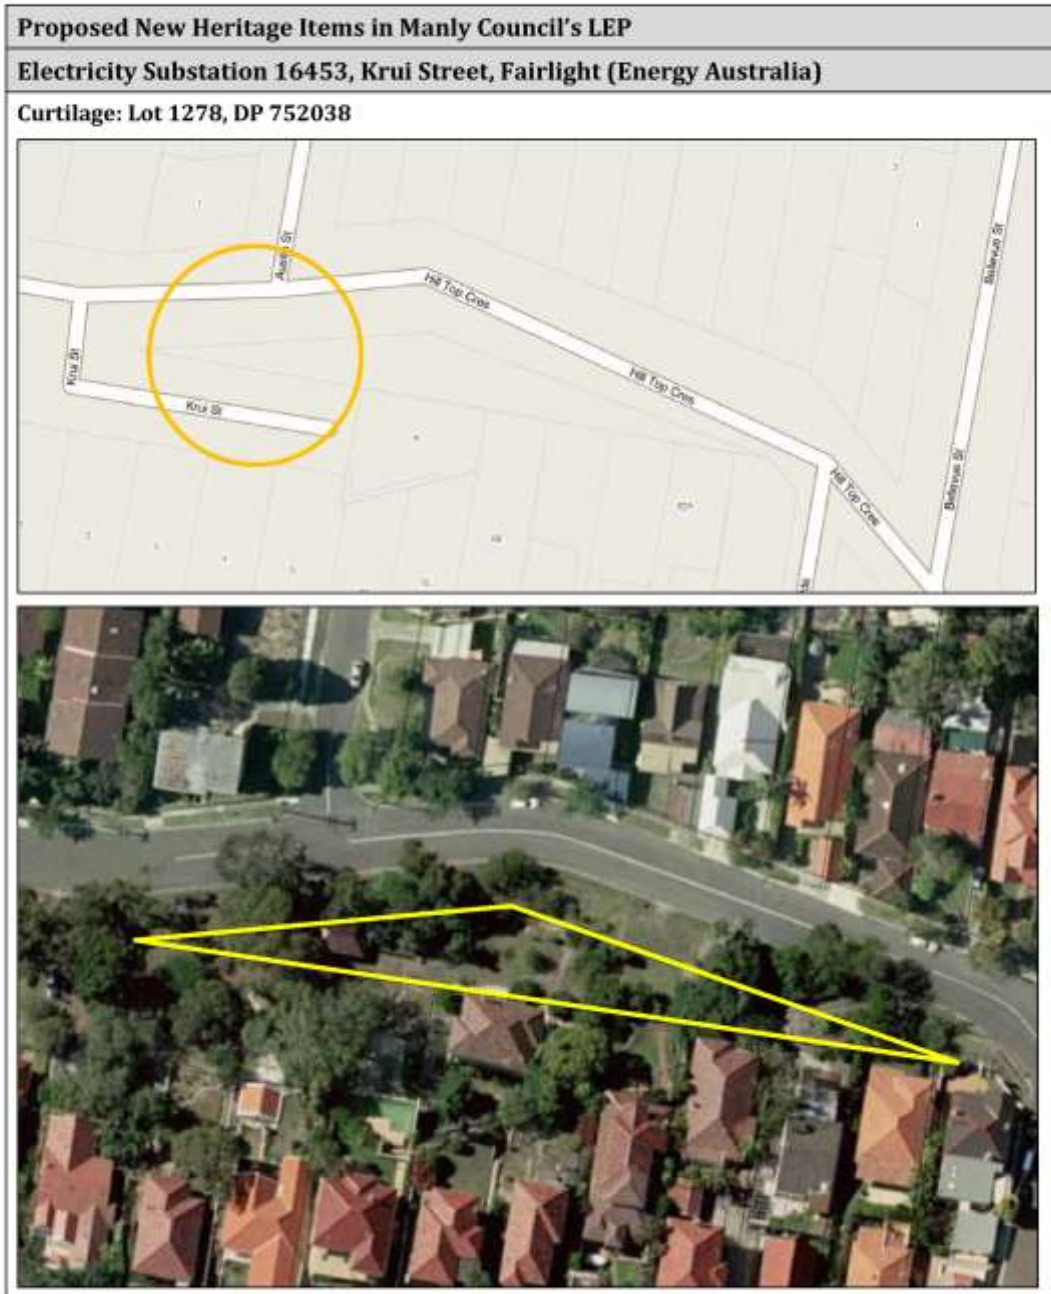 Proposed New Heritage Items in Manly Council's LEP
Electricity Substation 16453, Krui Street, Fairlight (Energy Australia)
Curtilage: Lot 1278, DP 752038
Bellevue St
Hill Top Cres
Krui St
Hill Top Cres
Krui St
Bellevue St
Hill Top Cres